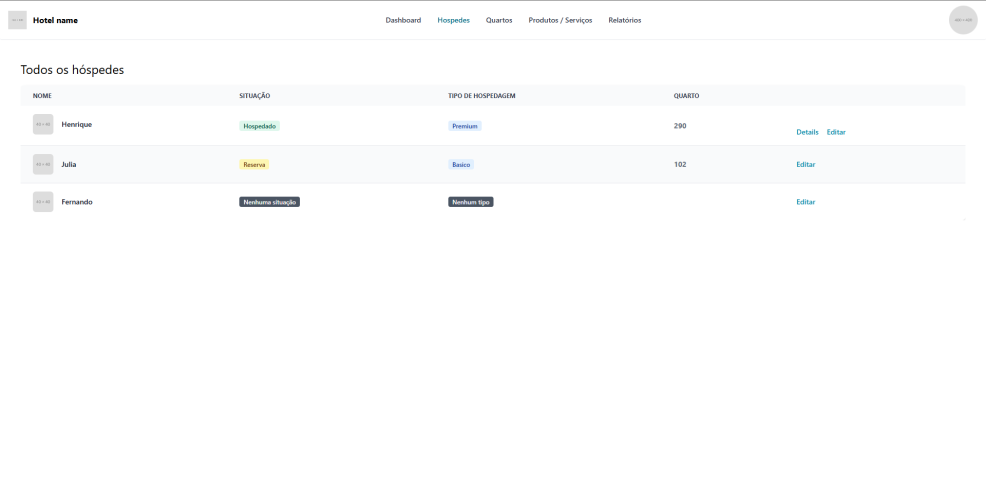 Hotel name Dashboard Hospedes Quartos Produtos / Serviços Relatórios
Todos os hóspedes
NOME SITUAÇÃO TIPO DE HOSPEDAGEM QUARTO
Henrique Hospedado Premium 290 Details Editar
Julia Reserva Basico 102 Editar
Fernando Nenhuma situação Nenhum tipo Editar